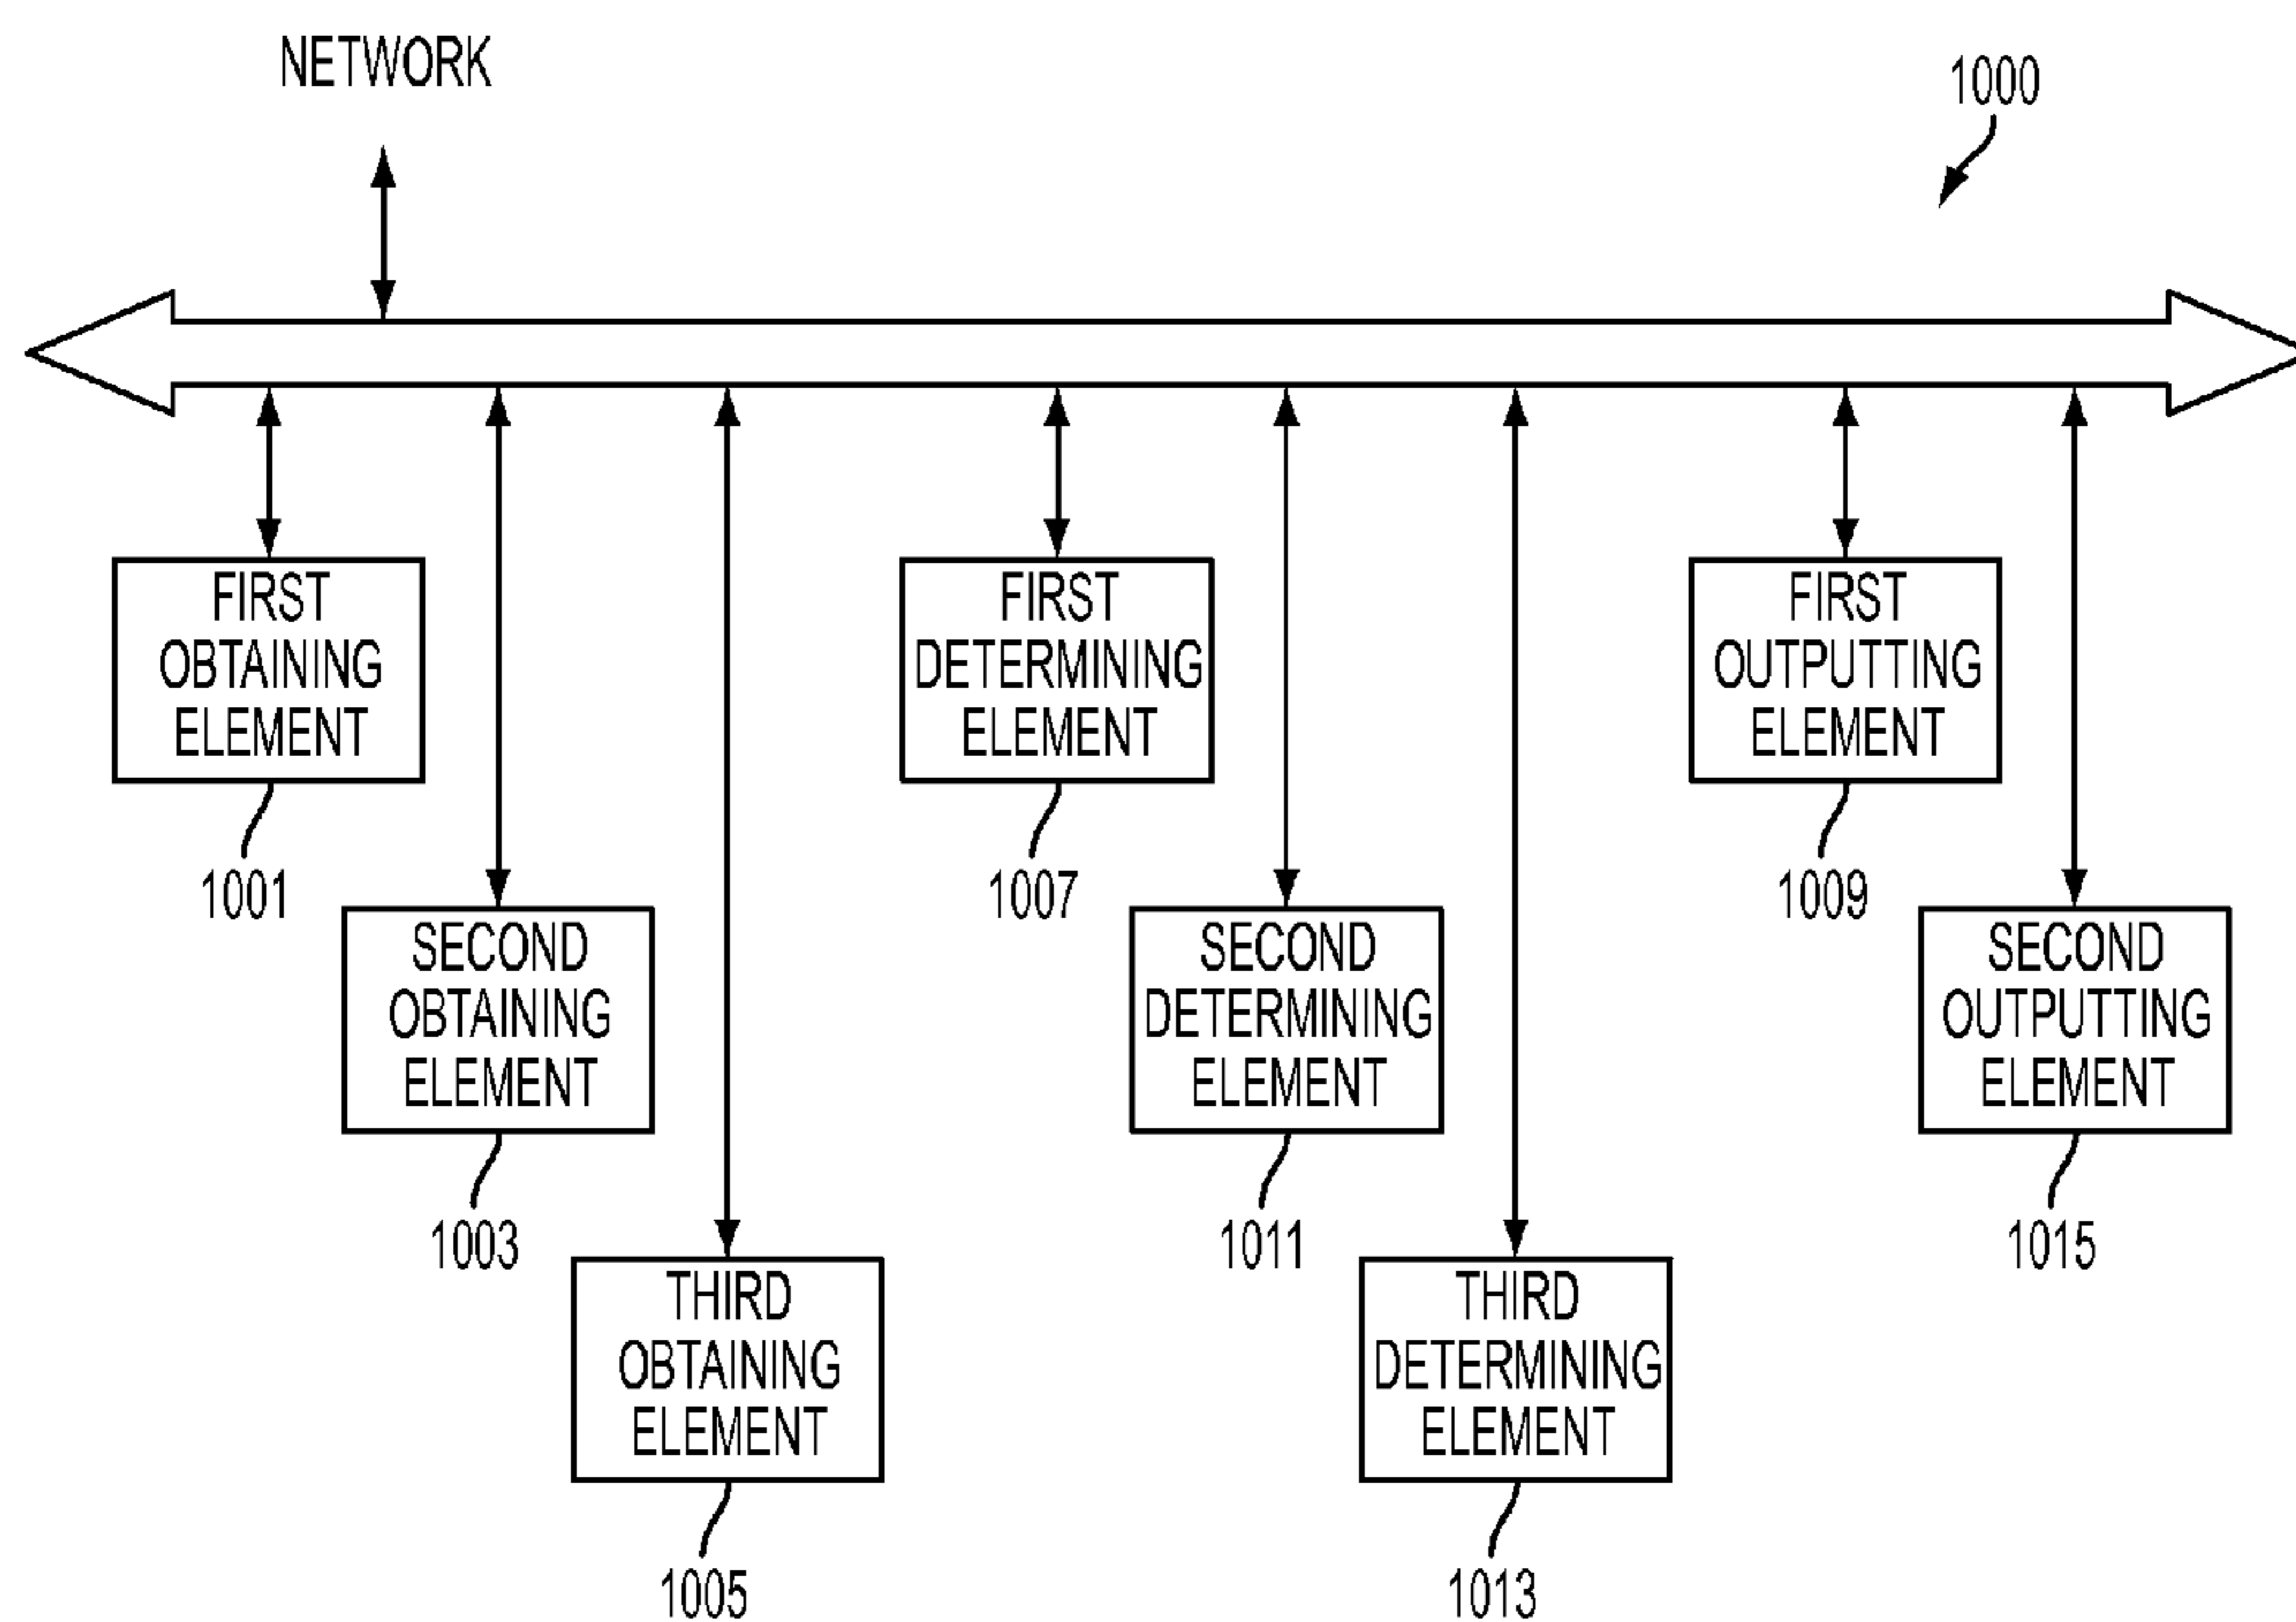 NETWORK
1000
FIRST
OBTAINING
ELEMENT
1001
SECOND
OBTAINING
ELEMENT
1003
THIRD
OBTAINING
ELEMENT
1005
FIRST
DETERMINING
ELEMENT
1007
SECOND
DETERMINING
ELEMENT
1011
THIRD
DETERMINING
ELEMENT
1013
FIRST
OUTPUTTING
ELEMENT
1009
SECOND
OUTPUTTING
ELEMENT
1015